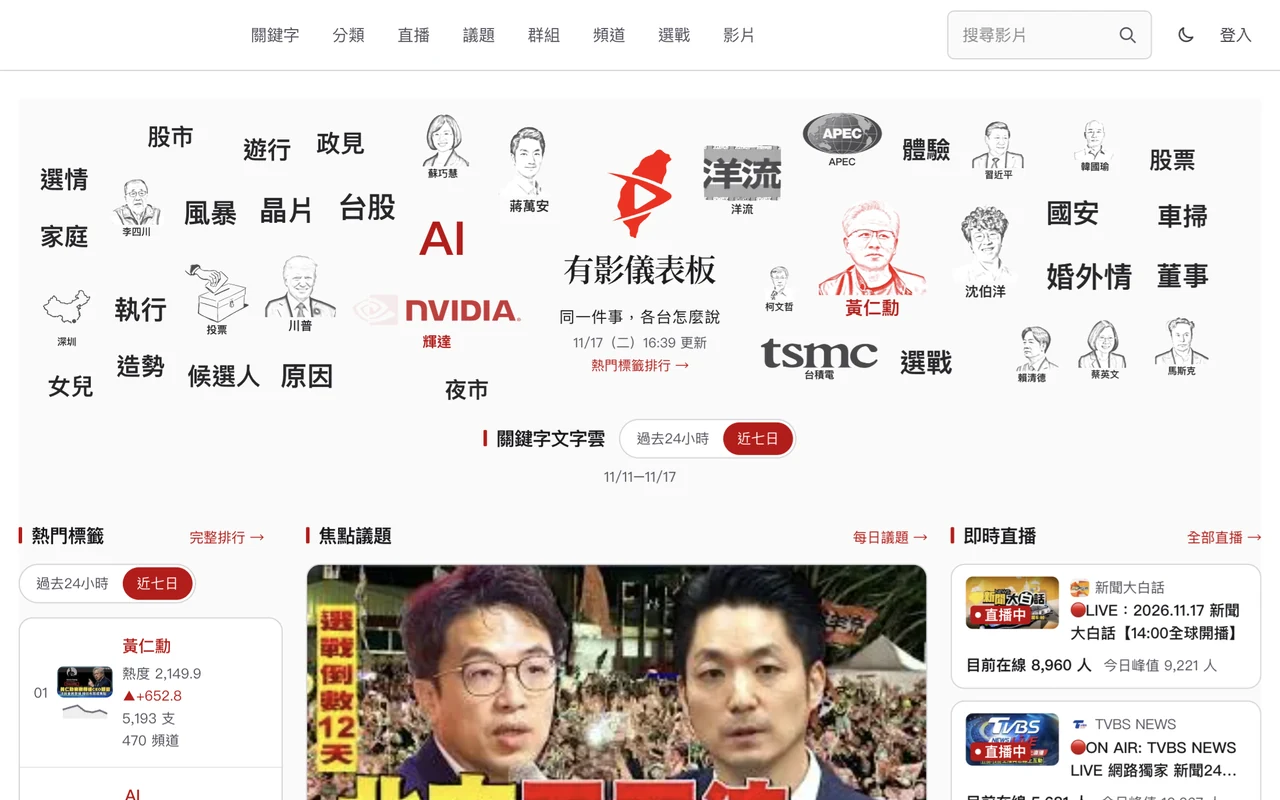 關鍵字 分類 直播 議題 群組 頻道 選戰 影片
搜尋影片
登入
股市
遊行
政見
選情
李四川
風暴
晶片
台股
家庭
深圳
執行
投票
川普
女兒
造勢
候選人
原因
蘇巧慧
蔣萬安
AI
NVIDIA.
輝達
夜市
洋流
洋流
APEC
APEC
體驗
習近平
韓國瑜
股票
國安
車掃
柯文哲
黃仁勳
沈伯洋
婚外情
董事
tsmc
台積電
選戰
賴清德
蔡英文
馬斯克
有影儀表板
同一件事，各台怎麼說
11/17（二）16:39 更新
熱門標籤排行 →
關鍵字文字雲
過去24小時 近七日
11/11—11/17
熱門標籤
完整排行 →
過去24小時 近七日
01
黃仁勳
熱度 2,149.9
▲+652.8
5,193 支
470 頻道
AI
焦點議題
每日議題 →
選戰倒數12天
即時直播
全部直播 →
新聞大白話
直播中
新聞大白話
🔴LIVE：2026.11.17 新聞
大白話【14:00全球開播】
目前在線 8,960 人 今日峰值 9,221 人
TVBS
直播中
TVBS NEWS
🔴ON AIR: TVBS NEWS
LIVE 網路獨家 新聞24...